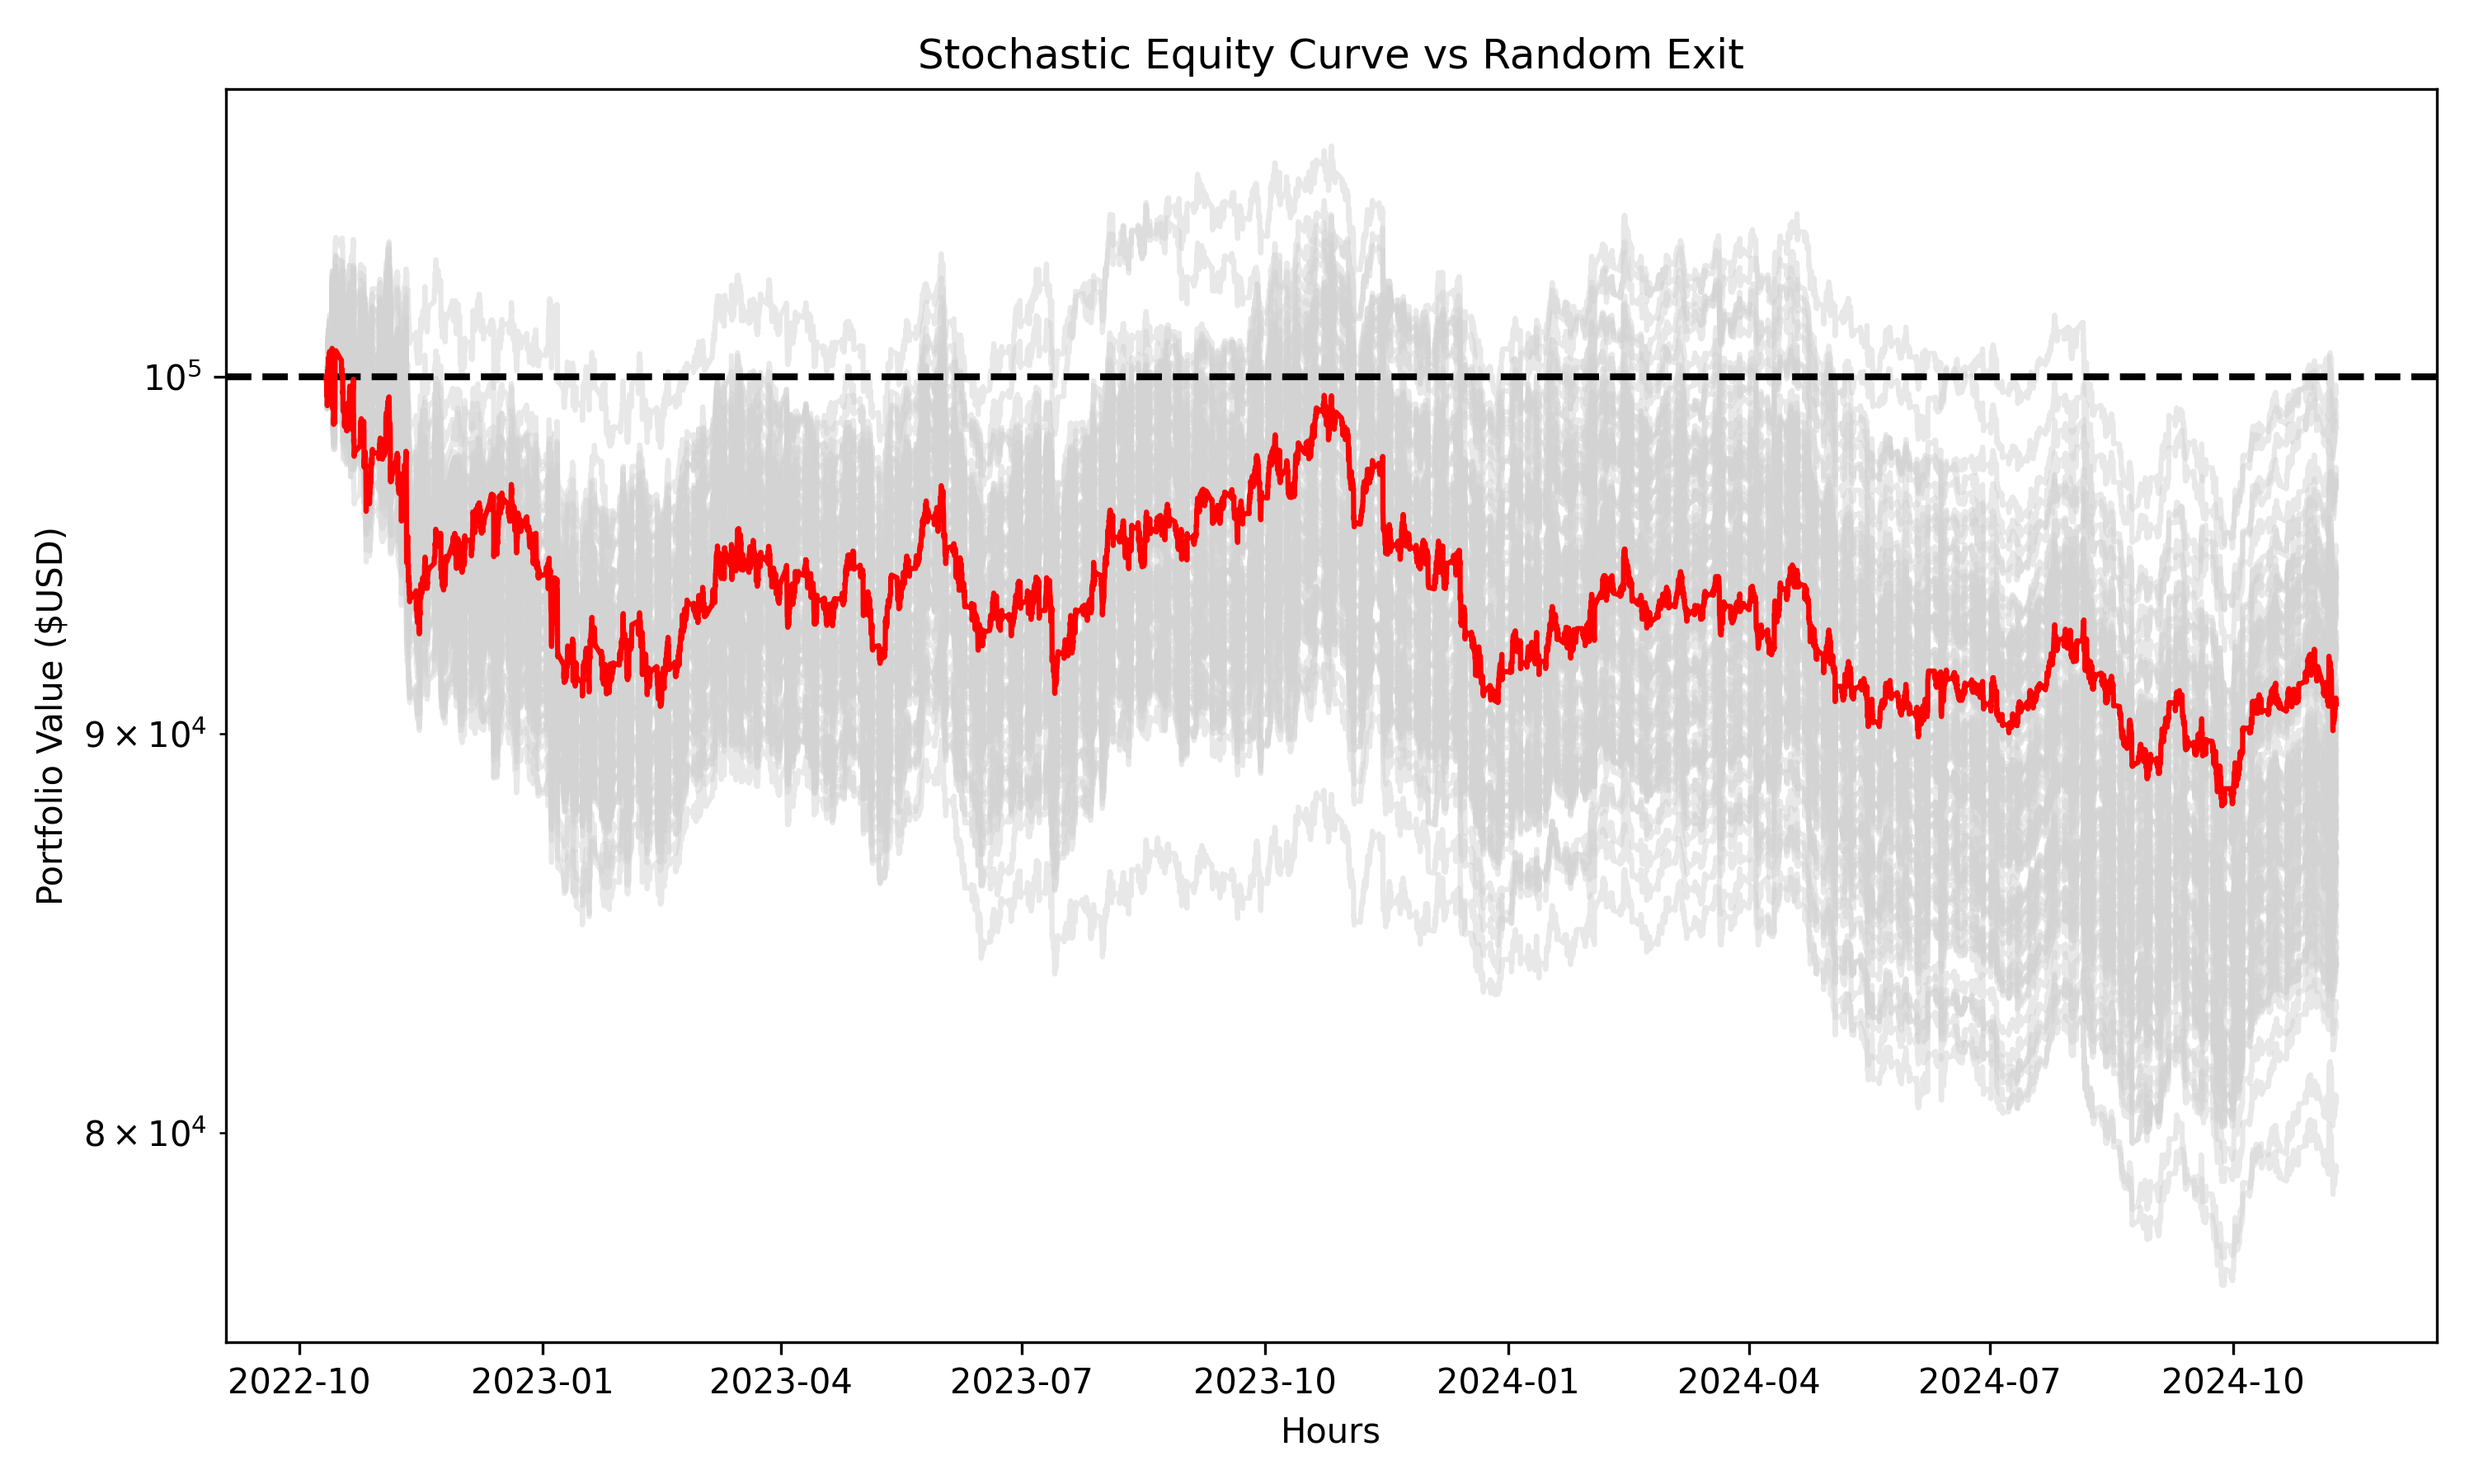 Stochastic Equity Curve vs Random Exit
Portfolio Value ($USD)
10⁵
9 × 10⁴
8 × 10⁴
2022-10 2023-01 2023-04 2023-07 2023-10 2024-01 2024-04 2024-07 2024-10
Hours